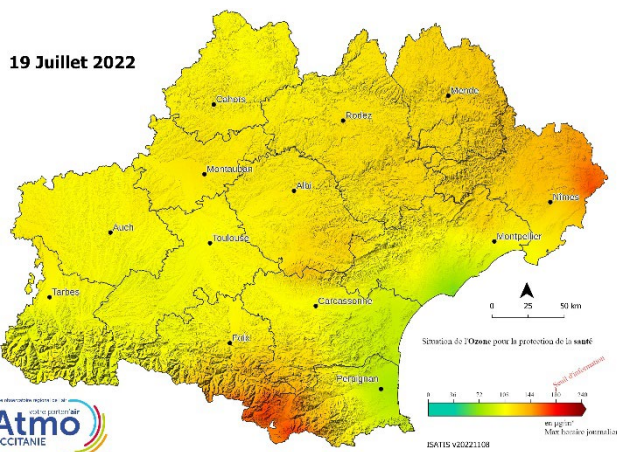 19 Juillet 2022
Cahors
Mende
Rodez
Montauban
Albi
Nîmes
Auch
Toulouse
Montpellier
Tarbes
Carcassonne
0 25 50 km
Foix
Situation de l'Ozone pour la protection de la santé
Perpignan
Seuil d'information
votre parten'air
Atmo
OCCITANIE
0 36 72 108 144 180 240
en µg/m³
Max horaire journalier
ISATIS v20221108